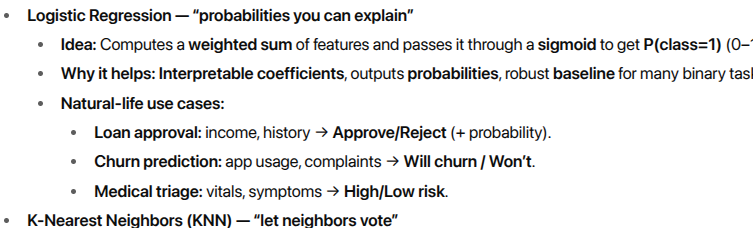 Logistic Regression — “probabilities you can explain”
Idea: Computes a weighted sum of features and passes it through a sigmoid to get P(class=1) (0–
Why it helps: Interpretable coefficients, outputs probabilities, robust baseline for many binary
Natural-life use cases:
Loan approval: income, history → Approve/Reject (+ probability).
Churn prediction: app usage, complaints → Will churn / Won’t.
Medical triage: vitals, symptoms → High/Low risk.
K-Nearest Neighbors (KNN) — “let neighbors vote”